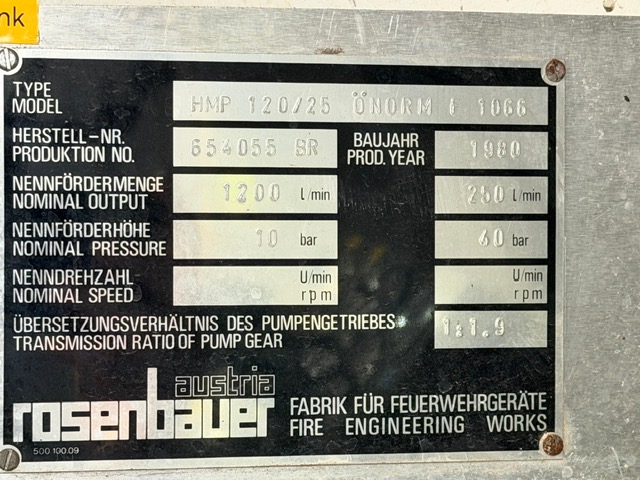 nk
TYPE
MODEL
HMP 120/25 ÖNORM F 1066
HERSTELL-NR.
PRODUKTION NO.
654055 BR
BAUJAHR
PROD. YEAR
1980
NENNFÖRDERMENGE
NOMINAL OUTPUT
1200 l/min
250 l/min
NENNFÖRDERHÖHE
NOMINAL PRESSURE
10 bar
40 bar
NENNDREHZAHL
NOMINAL SPEED
U/min
rpm
U/min
rpm
ÜBERSETZUNGSVERHÄLTNIS DES PUMPENGETRIEBES
TRANSMISSION RATIO OF PUMP GEAR
1:1.9
austria
rosenbauer
FABRIK FÜR FEUERWEHRGERÄTE
FIRE ENGINEERING WORKS
500 100.09